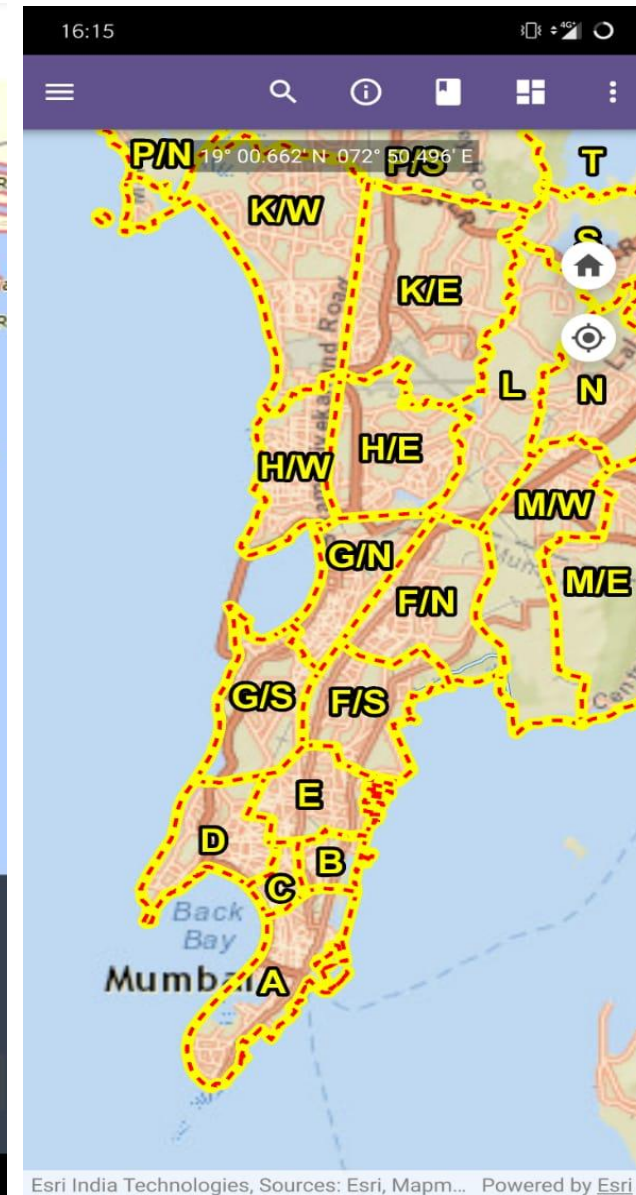 16:15
4G
P/N
19° 00.662' N 072° 50.496' E
P/S
T
K/W
S
K/E
L
N
H/W
H/E
M/W
G/N
M/E
F/N
G/S
F/S
E
D
B
C
Back
Bay
Mumbai
A
Esri India Technologies, Sources: Esri, Mapm... Powered by Esri